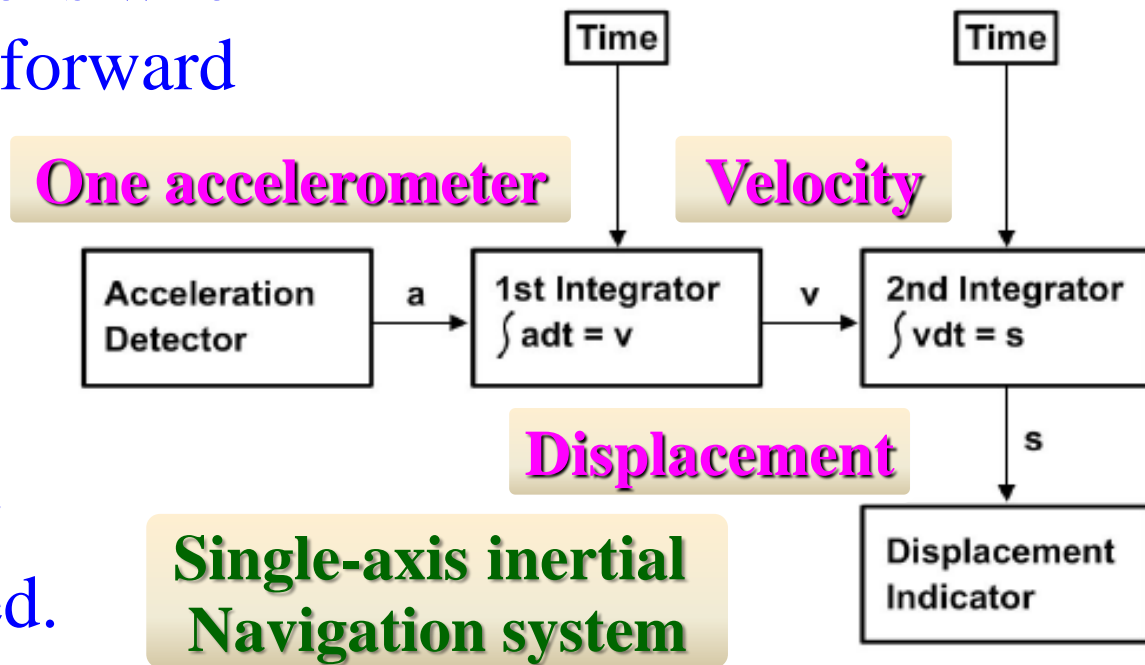 forward
Time
Time
One accelerometer
Velocity
Acceleration
Detector
a
1st Integrator
∫ adt = v
v
2nd Integrator
∫ vdt = s
Displacement
s
Single-axis inertial
Navigation system
Displacement
Indicator